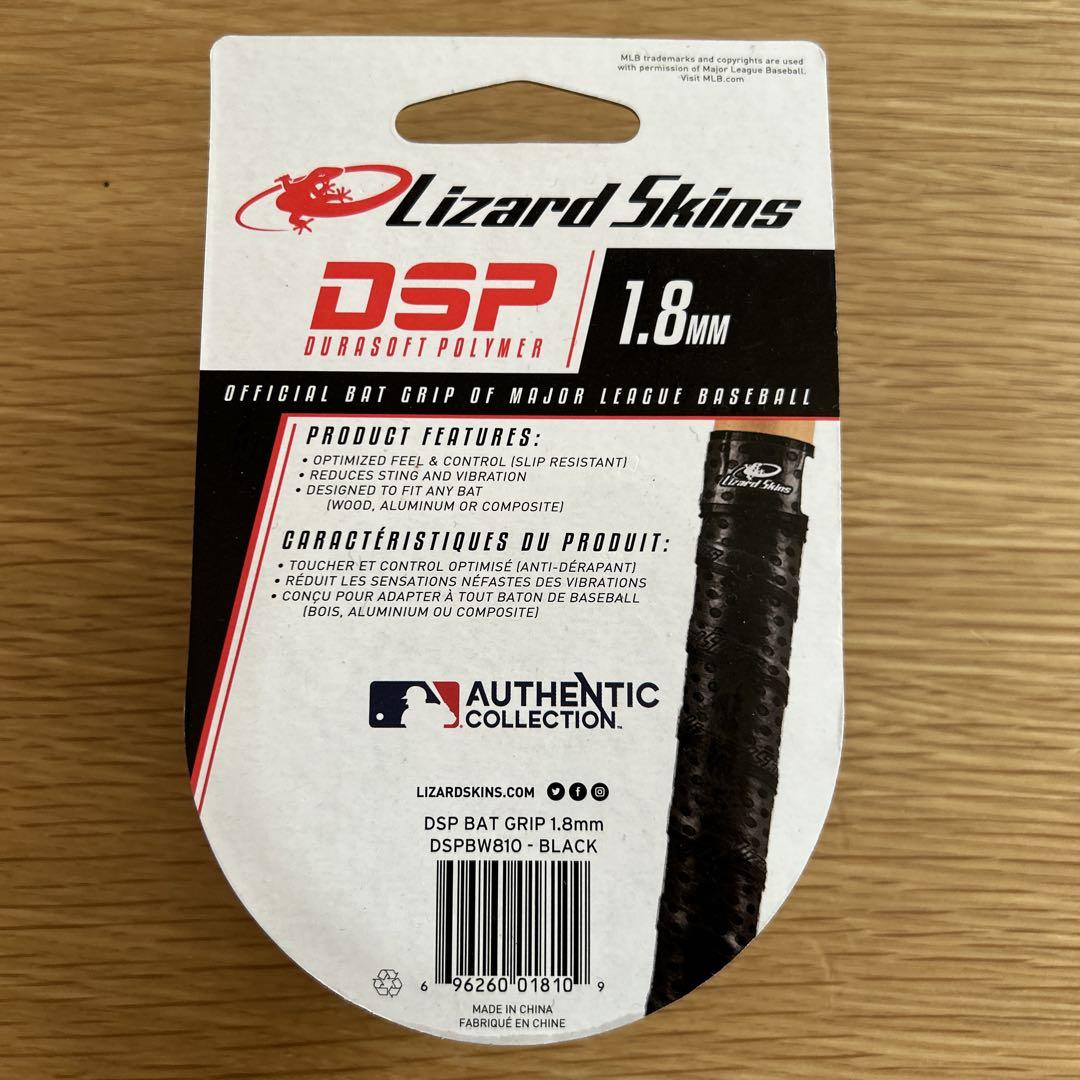 MLB trademarks and copyrights are used
with permission of Major League Baseball.
Visit MLB.com
Lizard Skins
DSP
DURASOFT POLYMER
1.8MM
OFFICIAL BAT GRIP OF MAJOR LEAGUE BASEBALL
PRODUCT FEATURES:
• OPTIMIZED FEEL & CONTROL (SLIP RESISTANT)
• REDUCES STING AND VIBRATION
• DESIGNED TO FIT ANY BAT
(WOOD, ALUMINUM OR COMPOSITE)
CARACTÉRISTIQUES DU PRODUIT:
• TOUCHER ET CONTROL OPTIMISÉ (ANTI-DÉRAPANT)
• RÉDUIT LES SENSATIONS NÉFASTES DES VIBRATIONS
• CONÇU POUR ADAPTER À TOUT BATON DE BASEBALL
(BOIS, ALUMINIUM OU COMPOSITE)
Lizard Skins
AUTHENTIC
COLLECTION™
LIZARDSKINS.COM
DSP BAT GRIP 1.8mm
DSPBW810 - BLACK
6 96260 01810 9
MADE IN CHINA
FABRIQUÉ EN CHINE